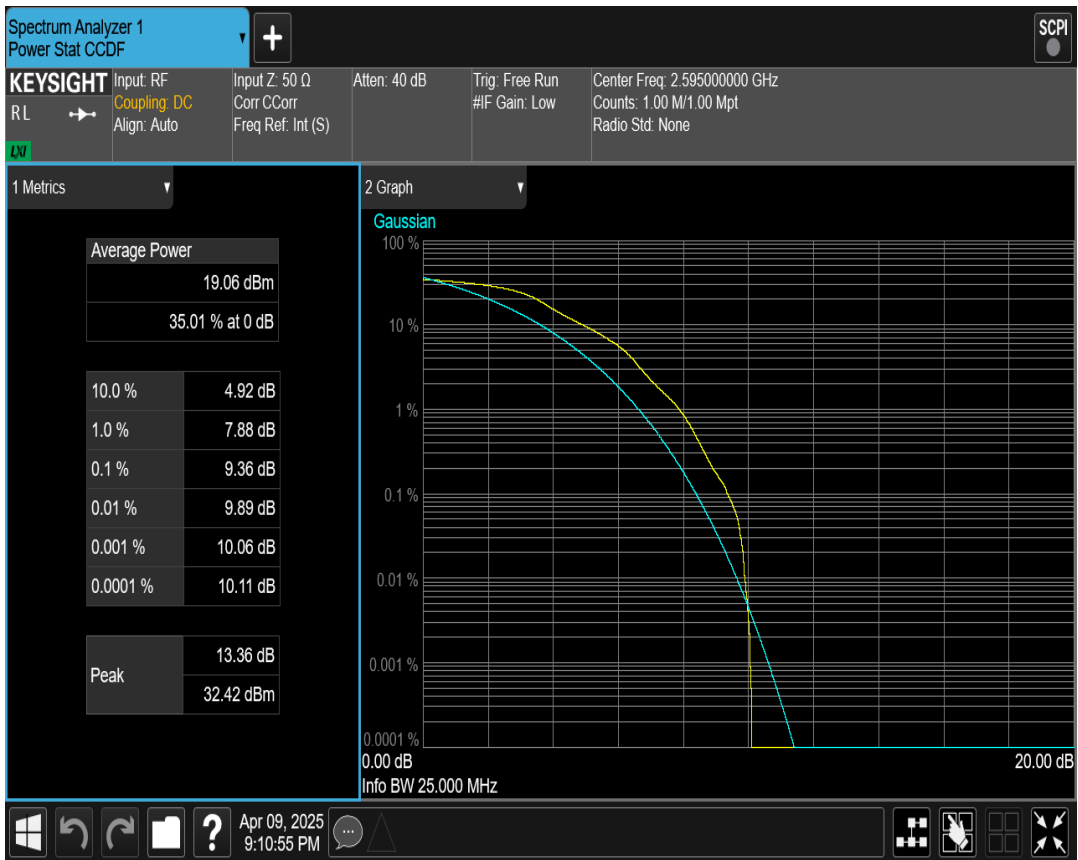 Spectrum Analyzer 1
Power Stat CCDF
SCPI
KEYSIGHT
RL
LXI
Input: RF
Coupling: DC
Align: Auto
Input Z: 50 Ω
Corr CCorr
Freq Ref: Int (S)
Atten: 40 dB
Trig: Free Run
#IF Gain: Low
Center Freq: 2.595000000 GHz
Counts: 1.00 M/1.00 Mpt
Radio Std: None
1 Metrics
Average Power
19.06 dBm
35.01 % at 0 dB
10.0 % 4.92 dB
1.0 % 7.88 dB
0.1 % 9.36 dB
0.01 % 9.89 dB
0.001 % 10.06 dB
0.0001 % 10.11 dB
Peak
13.36 dB
32.42 dBm
2 Graph
Gaussian
100 %
10 %
1 %
0.1 %
0.01 %
0.001 %
0.0001 %
0.00 dB 20.00 dB
Info BW 25.000 MHz
?
Apr 09, 2025
9:10:55 PM